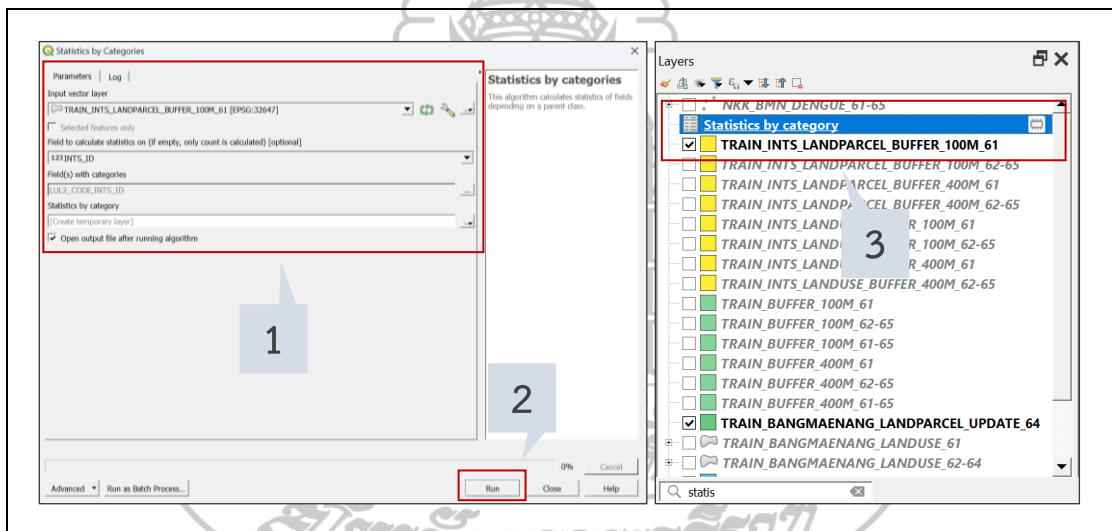 Statistics by Categories
Parameters
Log
Input vector layer
TRAIN_INTS_LANDPARCEL_BUFFER_100M_61 [EPSG:32647]
Selected features only
Field to calculate statistics on (if empty, only count is calculated) [optional]
123 INTS_ID
Field(s) with categories
LUL2_CODE,INTS_ID
Statistics by category
[Create temporary layer]
Open output file after running algorithm
Statistics by categories
This algorithm calculates statistics of fields
depending on a parent class.
1
2
0%
Cancel
Advanced
Run as Batch Process...
Run
Close
Help
Layers
NKK_BMN_DENGUE_61-65
Statistics by category
TRAIN_INTS_LANDPARCEL_BUFFER_100M_61
TRAIN_INTS_LANDPARCEL_BUFFER_100M_62-65
TRAIN_INTS_LANDPARCEL_BUFFER_400M_61
TRAIN_INTS_LANDPARCEL_BUFFER_400M_62-65
TRAIN_INTS_LANDU R_100M_61
TRAIN_INTS_LANDU R_100M_62-65
TRAIN_INTS_LAND R_400M_61
TRAIN_INTS_LANDUSE_BUFFER_400M_62-65
3
TRAIN_BUFFER_100M_61
TRAIN_BUFFER_100M_62-65
TRAIN_BUFFER_100M_61-65
TRAIN_BUFFER_400M_61
TRAIN_BUFFER_400M_62-65
TRAIN_BUFFER_400M_61-65
TRAIN_BANGMAENANG_LANDPARCEL_UPDATE_64
TRAIN_BANGMAENANG_LANDUSE_61
TRAIN_BANGMAENANG_LANDUSE_62-64
statis